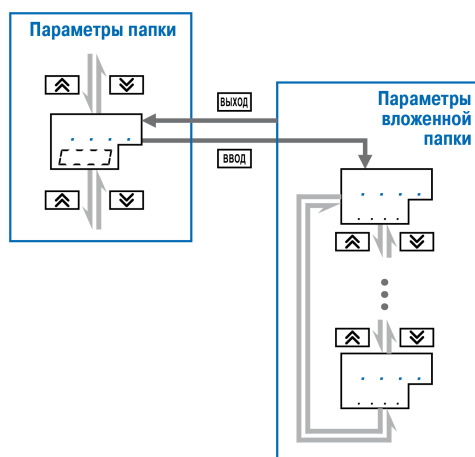 Параметры папки
ВЫХОД
ВВОД
Параметры
вложенной
папки